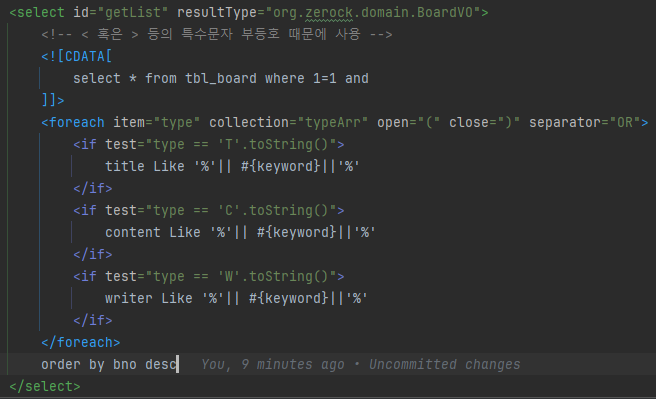 <select id="getList" resultType="org.zerock.domain.BoardVO">
<!-- < 혹은 > 등의 특수문자 부등호 때문에 사용 -->
<![CDATA[
select * from tbl_board where 1=1 and
]]>
<foreach item="type" collection="typeArr" open="(" close=")" separator="OR">
<if test="type == 'T'.toString()">
title Like '%'|| #{keyword}||'%'
</if>
<if test="type == 'C'.toString()">
content Like '%'|| #{keyword}||'%'
</if>
<if test="type == 'W'.toString()">
writer Like '%'|| #{keyword}||'%'
</if>
</foreach>
order by bno desc You, 9 minutes ago • Uncommitted changes
</select>